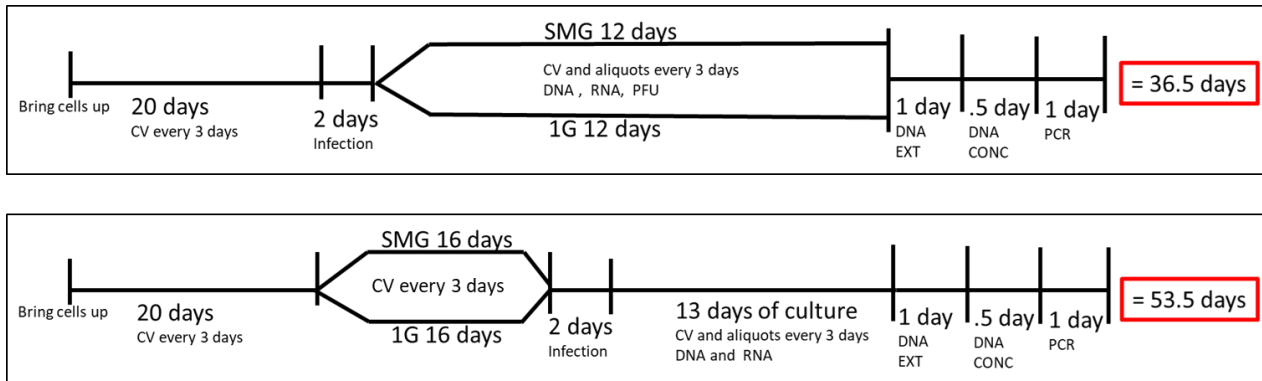 SMG 12 days
CV and aliquots every 3 days
DNA , RNA, PFU
1G 12 days
Bring cells up
20 days
CV every 3 days
2 days
Infection
1 day
DNA
EXT
.5 day
DNA
CONC
1 day
PCR
= 36.5 days
SMG 16 days
CV every 3 days
1G 16 days
Bring cells up
20 days
CV every 3 days
2 days
Infection
13 days of culture
CV and aliquots every 3 days
DNA and RNA
1 day
DNA
EXT
.5 day
DNA
CONC
1 day
PCR
= 53.5 days